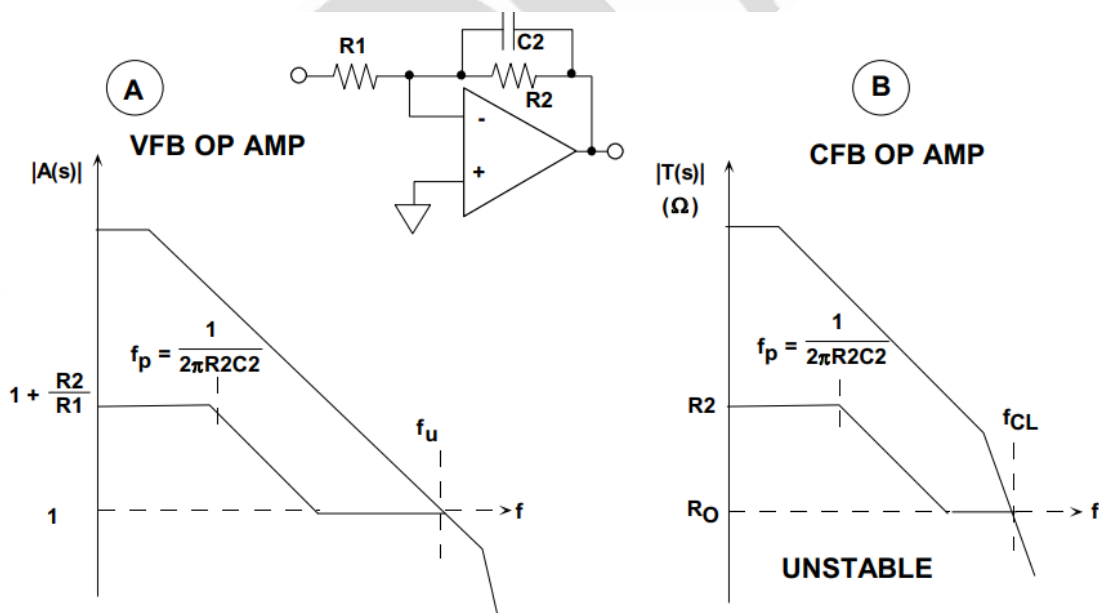 A
VFB OP AMP
R1
C2
R2
-
+
B
CFB OP AMP
|A(s)|
f_p = 1 / 2πR2C2
1 + R2 / R1
f_u
1
f
|T(s)|
(Ω)
f_p = 1 / 2πR2C2
R2
f_CL
R_O
f
UNSTABLE